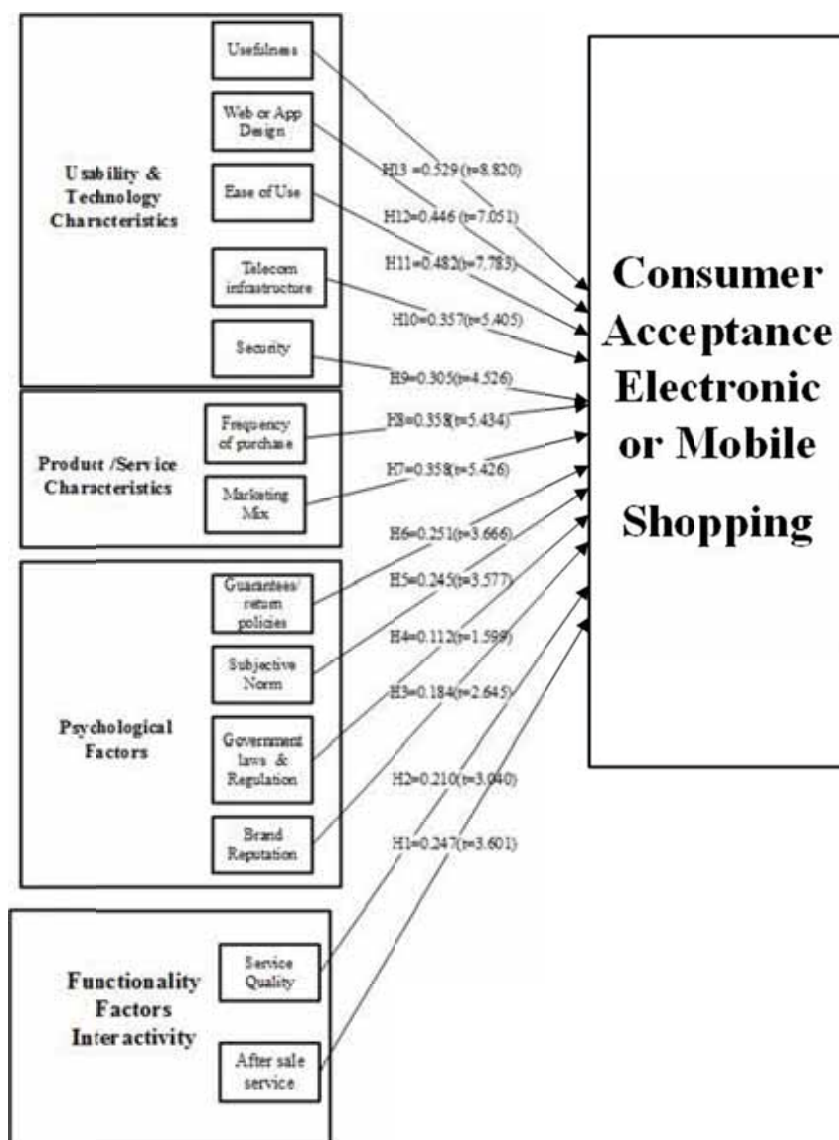 Usability &
Technology
Characteristics
Usefulness
Web or App
Design
Ease of Use
Telecom
infrastructure
Security
Product /Service
Characteristics
Frequency
of purchase
Marketing
Mix
Psychological
Factors
Guarantees/
return
policies
Subjective
Norm
Government
laws &
Regulation
Brand
Reputation
Functionality
Factors
Interactivity
Service
Quality
After sale
service
H13 =0.529 (t=8.820)
H12=0.446 (t=7.051)
H11=0.482(t=7.783)
H10=0.357(t=5.405)
H9=0.305(t=4.526)
H8=0.358(t=5.434)
H7=0.358(t=5.426)
H6=0.251(t=3.666)
H5=0.245(t=3.577)
H4=0.112(t=1.599)
H3=0.184(t=2.645)
H2=0.210(t=3.040)
H1=0.247(t=3.601)
Consumer
Acceptance
Electronic
or Mobile
Shopping